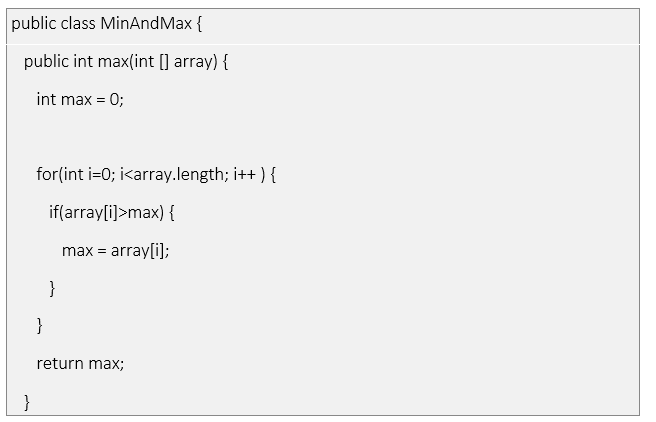 public class MinAndMax {
public int max(int [] array) {
int max = 0;
for(int i=0; i<array.length; i++ ) {
if(array[i]>max) {
max = array[i];
}
}
return max;
}